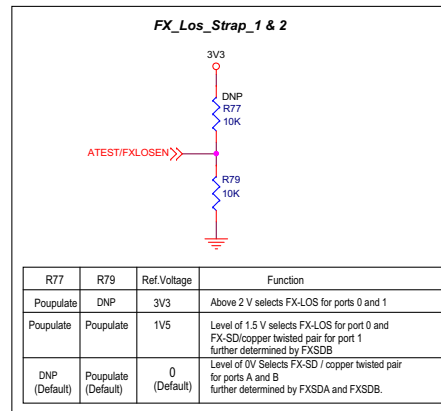 FX_Los_Strap_1 & 2
3V3
DNP
R77
10K
ATEST/FXLOSEN
R79
10K
R77 R79 Ref.Voltage Function
Poupulate DNP 3V3 Above 2 V selects FX-LOS for ports 0 and 1
Poupulate Poupulate 1V5 Level of 1.5 V selects FX-LOS for port 0 and
FX-SD/copper twisted pair for port 1
further determined by FXSDB
DNP
(Default) Poupulate
(Default) 0
(Default) Level of 0V Selects FX-SD / copper twisted pair
for ports A and B
further determined by FXSDA and FXSDB.